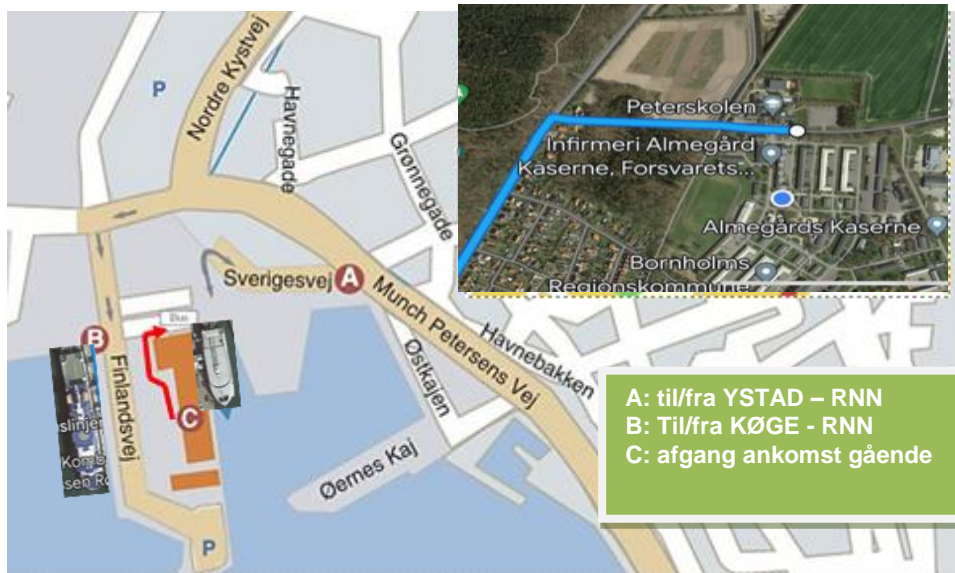 P
Nordre Kystvej
Havnegade
Grønnegade
Sverigesvej
A
Munch Petersens Vej
Havnebakken
Østkajen
Øernes Kaj
Bus
B
Finlandsvej
C
P
Peterskolen
Infirmeri Almegård
Kaserne, Forsvarets...
Almegårds Kaserne
Bornholms
Regionskommune
A: til/fra YSTAD – RNN
B: Til/fra KØGE - RNN
C: afgang ankomst gående